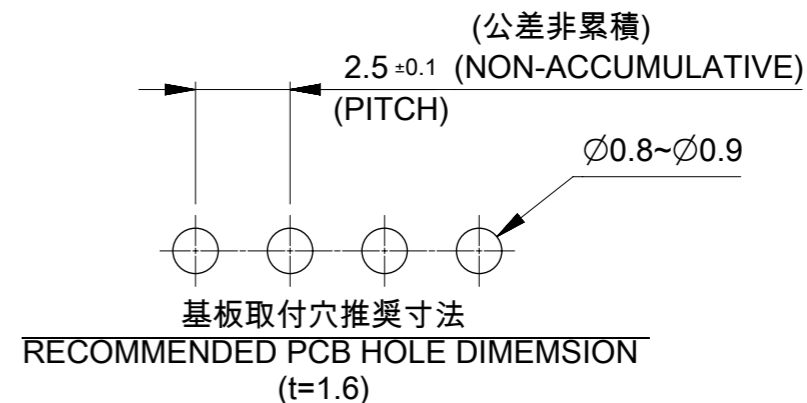 (公差非累積)
2.5 ±0.1 (NON-ACCUMULATIVE)
(PITCH)
∅0.8~∅0.9
基板取付穴推奨寸法
RECOMMENDED PCB HOLE DIMEMSION
(t=1.6)